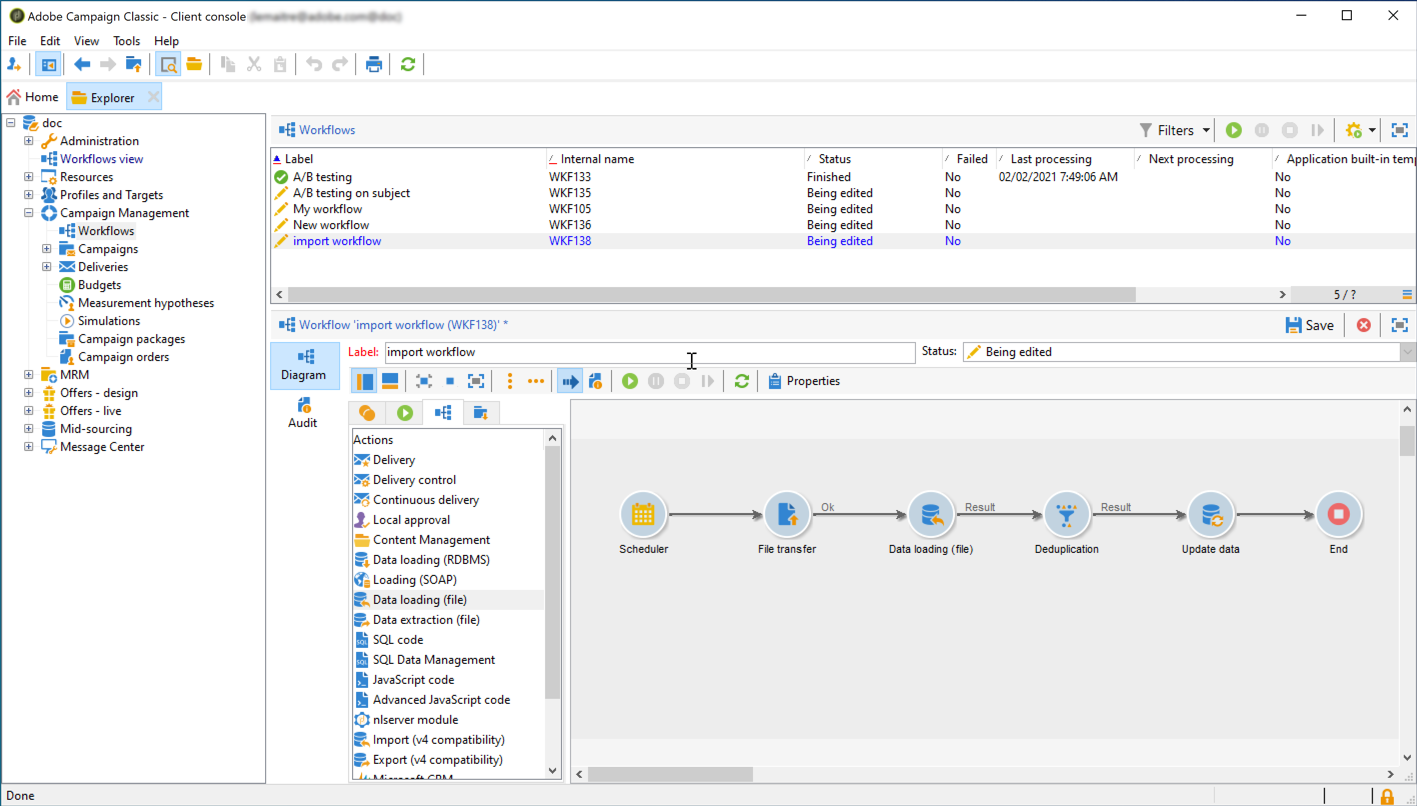 Adobe Campaign Classic - Client console
File Edit View Tools Help
Home Explorer
doc
Administration
Workflows view
Resources
Profiles and Targets
Campaign Management
Workflows
Campaigns
Deliveries
Budgets
Measurement hypotheses
Simulations
Campaign packages
Campaign orders
MRM
Offers - design
Offers - live
Mid-sourcing
Message Center
Workflows Filters
Label Internal name Status Failed Last processing Next processing Application built-in temp
A/B testing WKF133 Finished No 02/02/2021 7:49:06 AM No
A/B testing on subject WKF135 Being edited No No
My workflow WKF105 Being edited No No
New workflow WKF136 Being edited No No
import workflow WKF138 Being edited No No
5 / ?
Workflow 'import workflow (WKF138)' * Save
Diagram
Audit
Label: import workflow Status: Being edited
Properties
Actions
Delivery
Delivery control
Continuous delivery
Local approval
Content Management
Data loading (RDBMS)
Loading (SOAP)
Data loading (file)
Data extraction (file)
SQL code
SQL Data Management
JavaScript code
Advanced JavaScript code
nlserver module
Import (v4 compatibility)
Export (v4 compatibility)
Microsoft CRM
Ok Result Result
Scheduler File transfer Data loading (file) Deduplication Update data End
Done